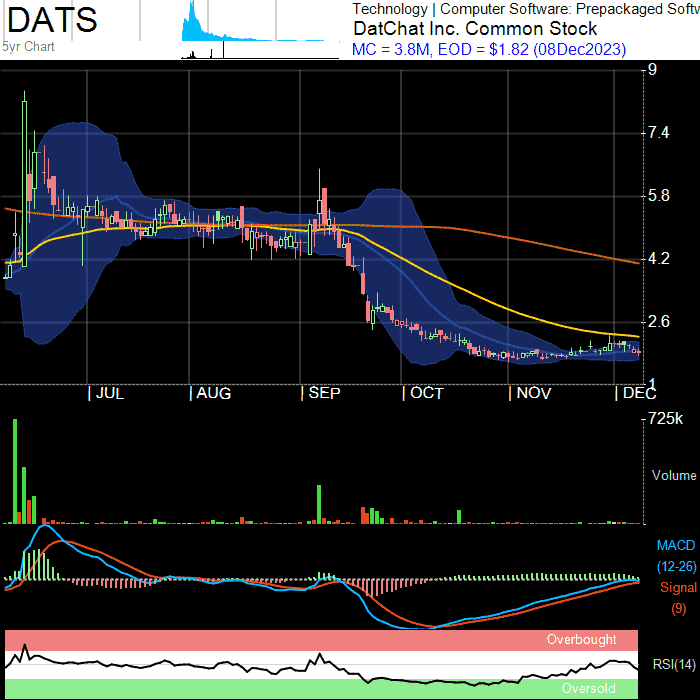 DATS
5yr Chart
Technology | Computer Software: Prepackaged Softw
DatChat Inc. Common Stock
MC = 3.8M, EOD = $1.82 (08Dec2023)
9
7.4
5.8
4.2
2.6
1
JUL AUG SEP OCT NOV DEC
725k
Volume
MACD
(12-26)
Signal
(9)
Overbought
RSI(14)
Oversold